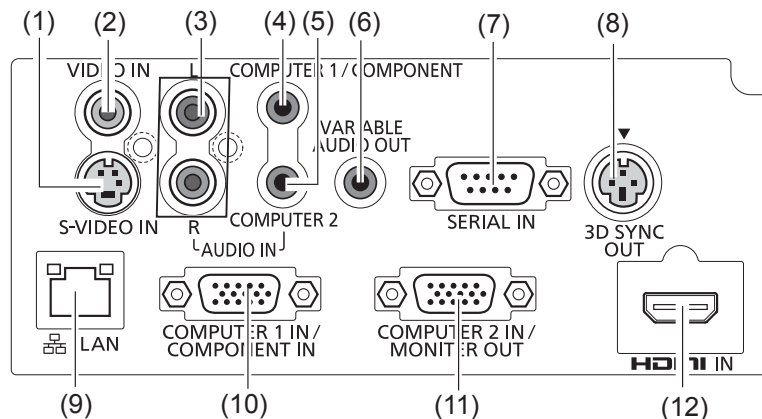 (1) (2) (3) (4) (5) (6) (7) (8)
VIDEO IN L COMPUTER 1/COMPONENT
VARIABLE
AUDIO OUT
S-VIDEO IN R COMPUTER 2 SERIAL IN 3D SYNC
OUT
AUDIO IN
LAN COMPUTER 1 IN/
COMPONENT IN
COMPUTER 2 IN/
MONITER OUT
HDMI IN
(9) (10) (11) (12)